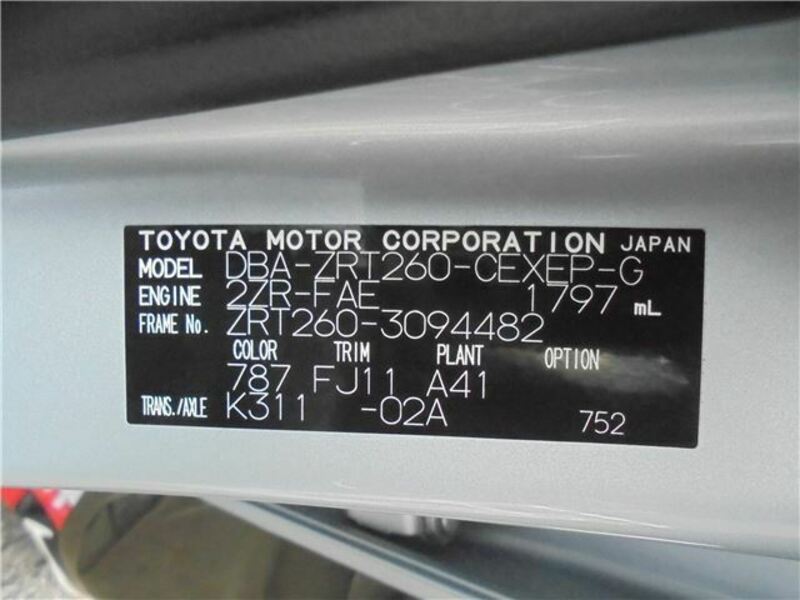 TOYOTA MOTOR CORPORATION JAPAN
MODEL DBA-ZRT260-CEXEP-G
ENGINE 2ZR-FAE 1797 mL
FRAME No. ZRT260-3094482
COLOR TRIM PLANT OPTION
787 FJ11 A41
TRANS./AXLE K311 -02A 752